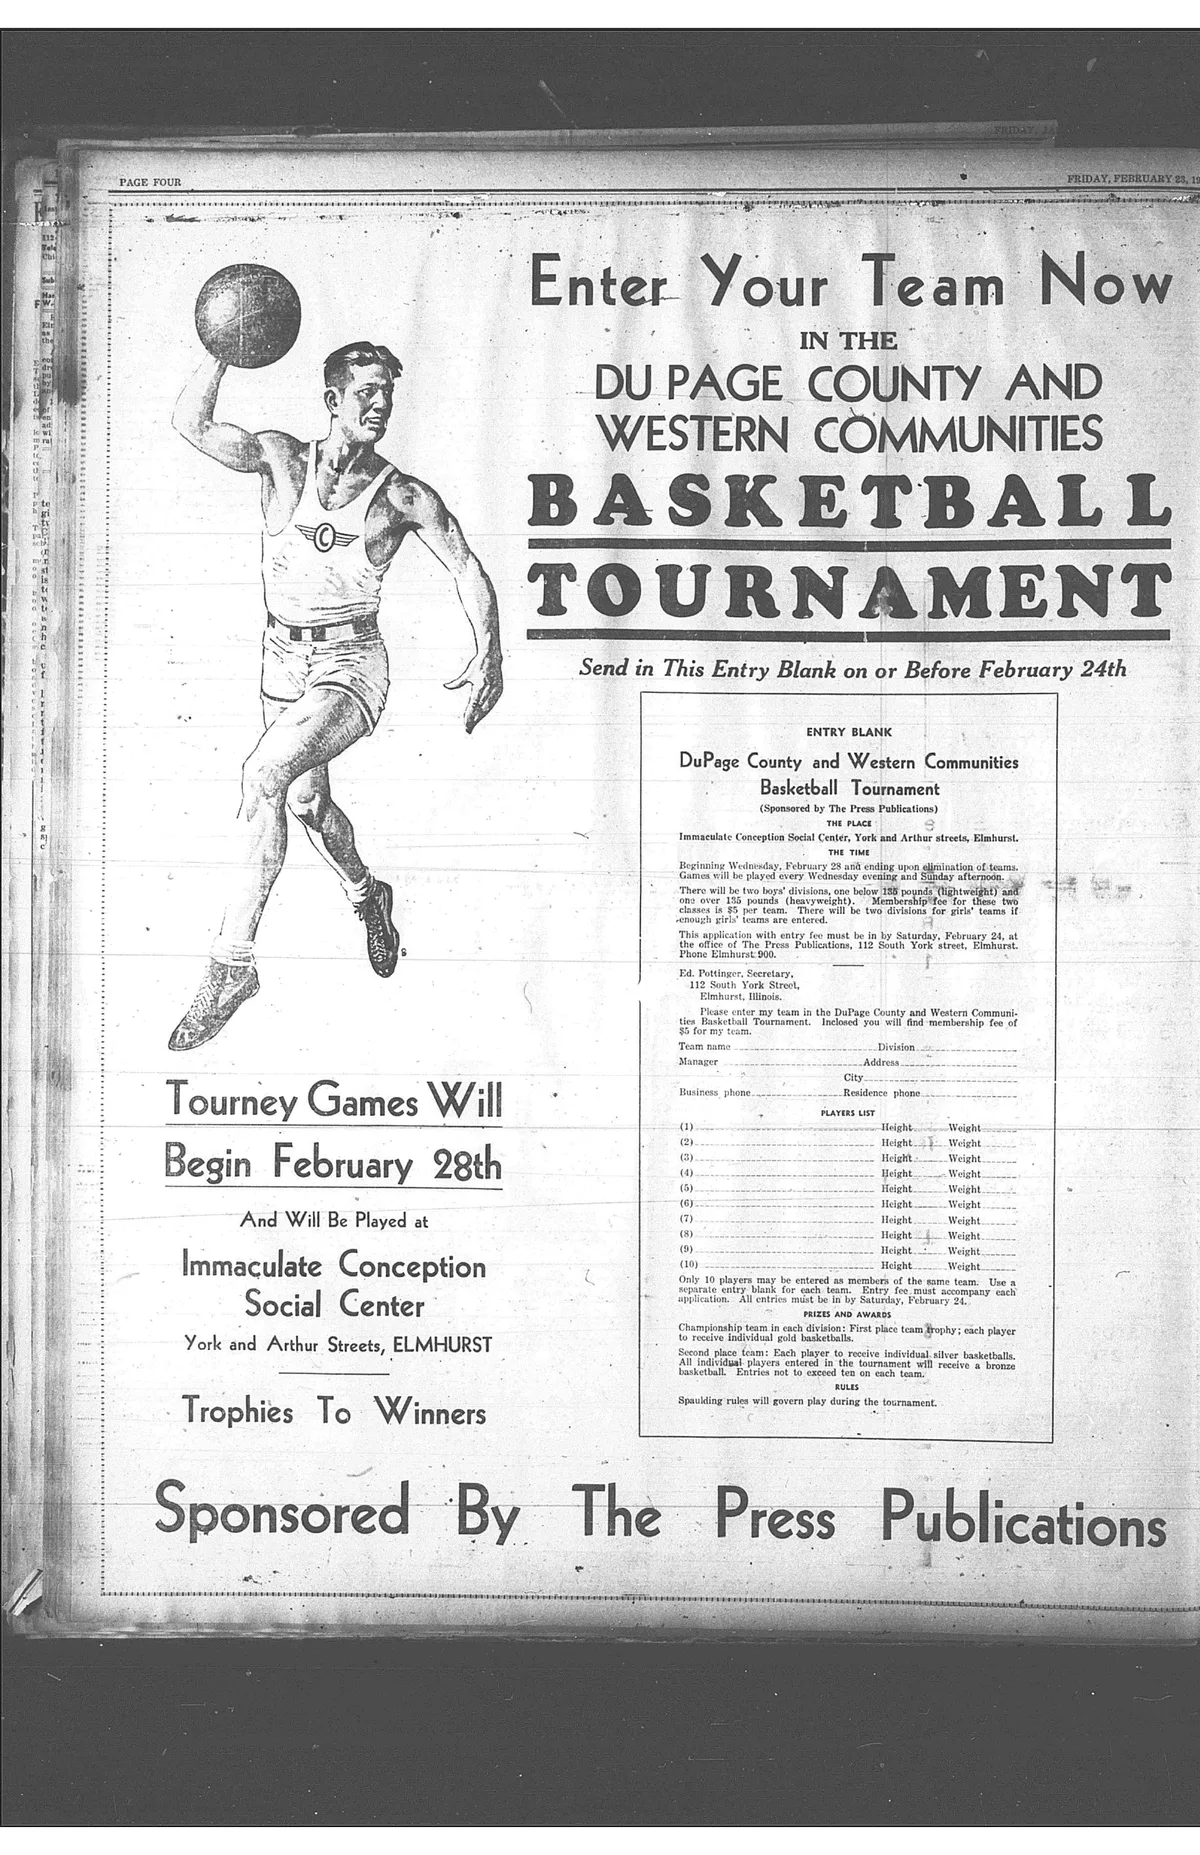 PAGE FOUR
FRIDAY, FEBRUARY 23, 19
Enter Your Team Now
IN THE
DU PAGE COUNTY AND
WESTERN COMMUNITIES
BASKETBALL
TOURNAMENT
Send in This Entry Blank on or Before February 24th
C
ENTRY BLANK
DuPage County and Western Communities
Basketball Tournament
(Sponsored by The Press Publications)
THE PLACE
Immaculate Conception Social Center, York and Arthur streets, Elmhurst.
THE TIME
Beginning Wednesday, February 28 and ending upon elimination of teams.
Games will be played every Wednesday evening and Sunday afternoon.
There will be two boys' divisions, one below 135 pounds (lightweight) and
one over 135 pounds (heavyweight). Membership fee for these two
classes is $5 per team. There will be two divisions for girls' teams if
enough girls' teams are entered.
This application with entry fee must be in by Saturday, February 24, at
the office of The Press Publications, 112 South York street, Elmhurst.
Phone Elmhurst 900.
Ed. Pottinger, Secretary,
112 South York Street,
Elmhurst, Illinois.
Please enter my team in the DuPage County and Western Communi-
ties Basketball Tournament. Inclosed you will find membership fee of
$5 for my team.
Team name Division
Manager Address
City
Business phone Residence phone
PLAYERS LIST
(1) Height Weight
(2) Height Weight
(3) Height Weight
(4) Height Weight
(5) Height Weight
(6) Height Weight
(7) Height Weight
(8) Height Weight
(9) Height Weight
(10) Height Weight
Only 10 players may be entered as members of the same team. Use a
separate entry blank for each team. Entry fee must accompany each
application. All entries must be in by Saturday, February 24.
PRIZES AND AWARDS
Championship team in each division: First place team trophy; each player
to receive individual gold basketballs.
Second place team: Each player to receive individual silver basketballs.
All individual players entered in the tournament will receive a bronze
basketball. Entries not to exceed ten on each team.
RULES
Spaulding rules will govern play during the tournament.
Tourney Games Will
Begin February 28th
And Will Be Played at
Immaculate Conception
Social Center
York and Arthur Streets, ELMHURST
Trophies To Winners
Sponsored By The Press Publications